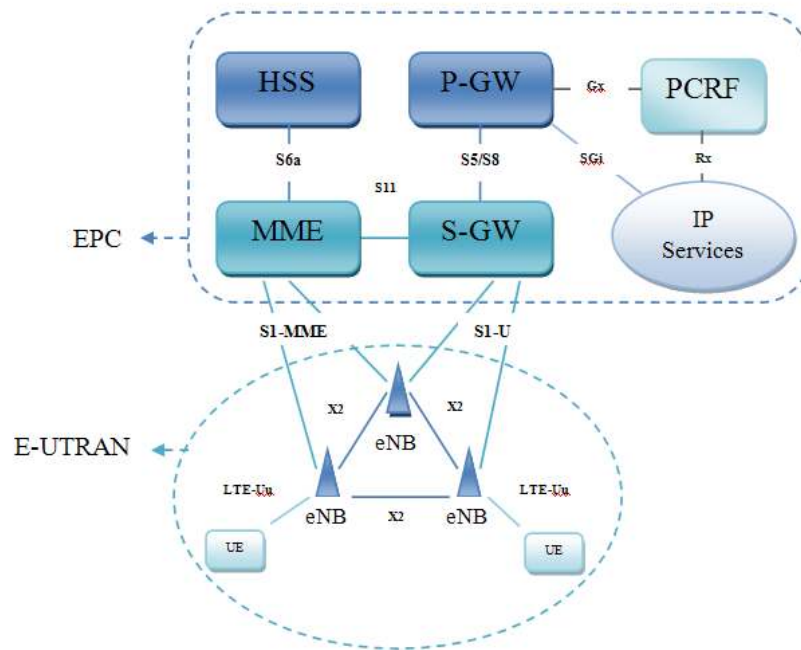 HSS
P-GW
Gx
PCRF
S6a
S5/S8
SGi
Rx
S11
EPC
MME
S-GW
IP
Services
S1-MME
S1-U
X2
X2
E-UTRAN
eNB
LTE-Uu
LTE-Uu
eNB
X2
eNB
UE
UE